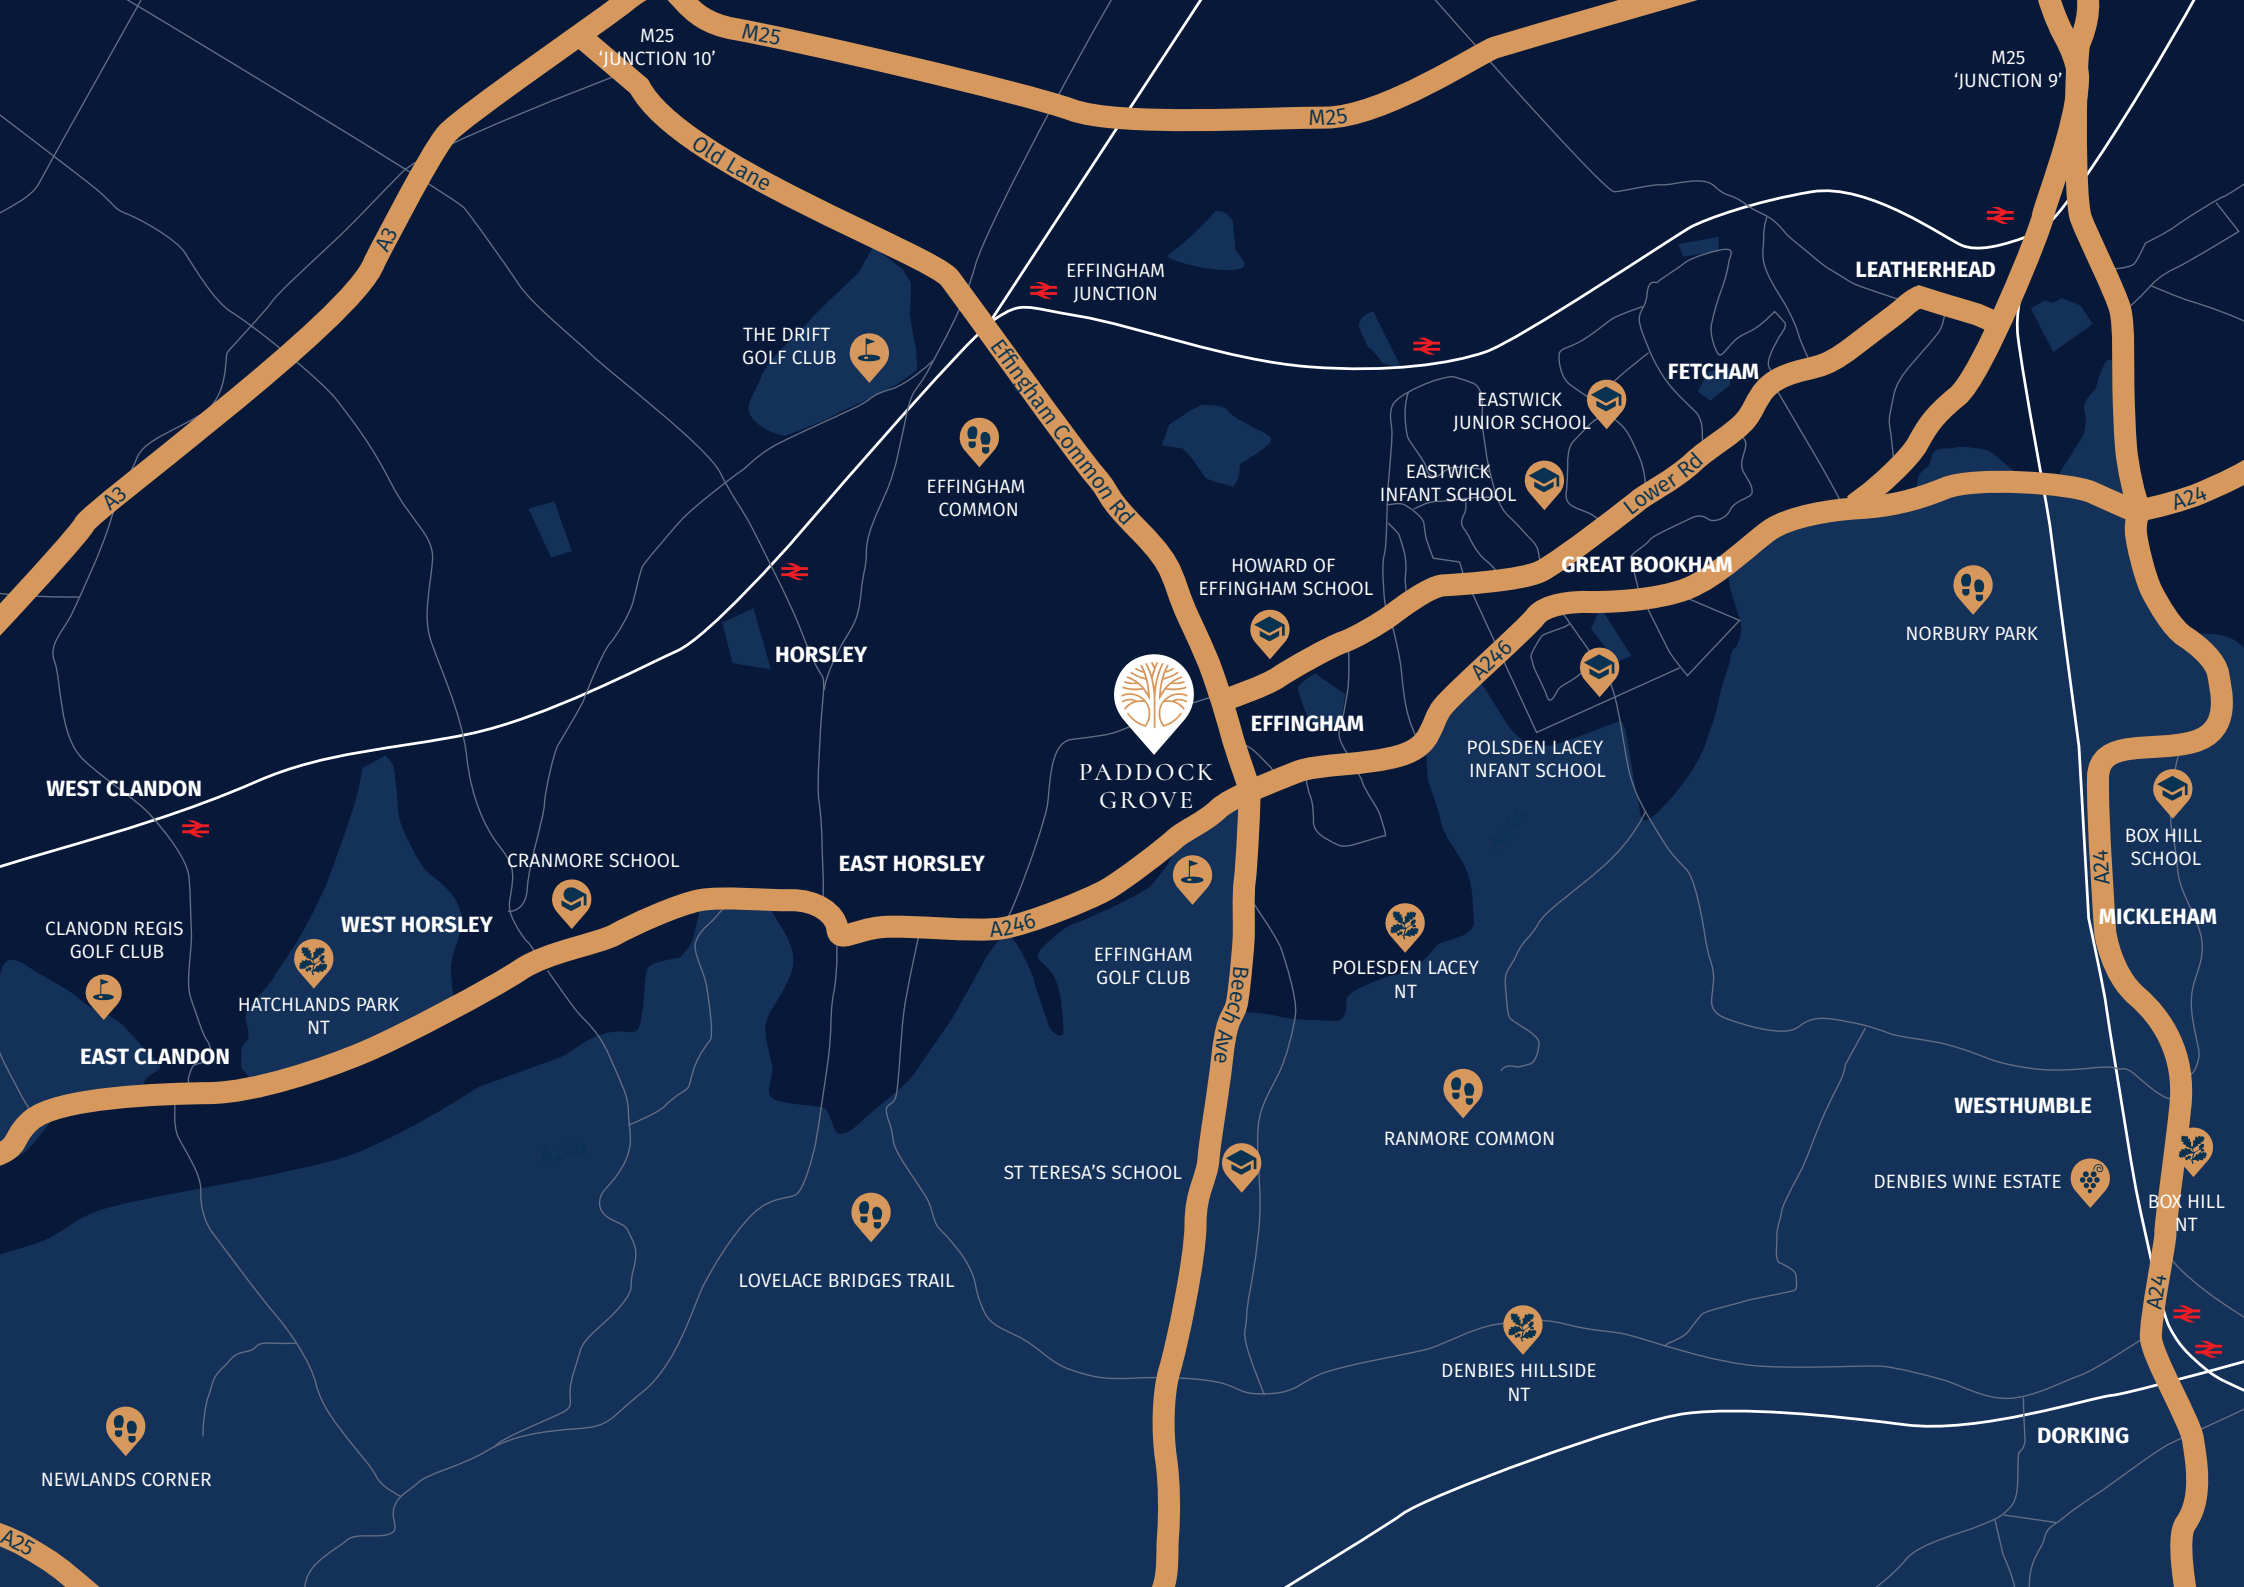 M25
‘JUNCTION 10’
M25
M25
M25
‘JUNCTION 9’
Old Lane
A3
A3
EFFINGHAM
JUNCTION
LEATHERHEAD
THE DRIFT
GOLF CLUB
Effingham Common Rd
FETCHAM
EASTWICK
JUNIOR SCHOOL
EASTWICK
INFANT SCHOOL
Lower Rd
A24
EFFINGHAM
COMMON
HOWARD OF
EFFINGHAM SCHOOL
GREAT BOOKHAM
NORBURY PARK
HORSLEY
A246
EFFINGHAM
POLSDEN LACEY
INFANT SCHOOL
PADDOCK
GROVE
WEST CLANDON
A246
BOX HILL
SCHOOL
A24
CRANMORE SCHOOL
EAST HORSLEY
MICKLEHAM
WEST HORSLEY
A246
CLANODN REGIS
GOLF CLUB
EFFINGHAM
GOLF CLUB
POLESDEN LACEY
NT
HATCHLANDS PARK
NT
Beech Ave
EAST CLANDON
WESTHUMBLE
RANMORE COMMON
A246
ST TERESA’S SCHOOL
DENBIES WINE ESTATE
BOX HILL
NT
LOVELACE BRIDGES TRAIL
A24
DENBIES HILLSIDE
NT
DORKING
NEWLANDS CORNER
A25